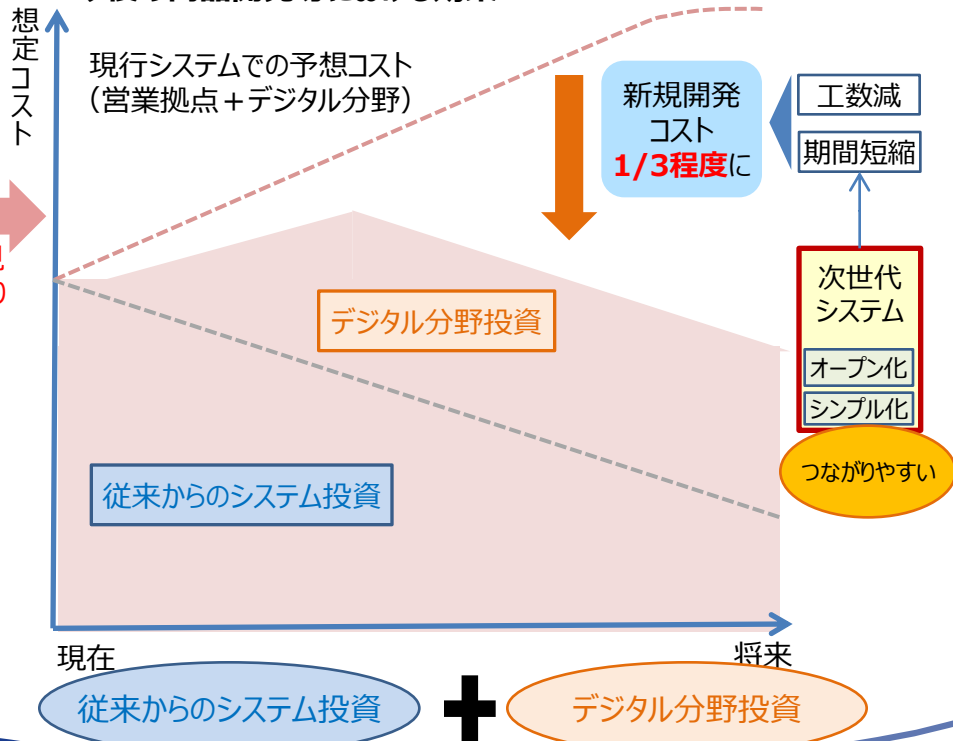 想定コスト
現行システムでの予想コスト
（営業拠点＋デジタル分野）
新規開発
コスト
1/3程度に
工数減
期間短縮
次世代
システム
オープン化
シンプル化
つながりやすい
デジタル分野投資
従来からのシステム投資
現在
将来
従来からのシステム投資
デジタル分野投資